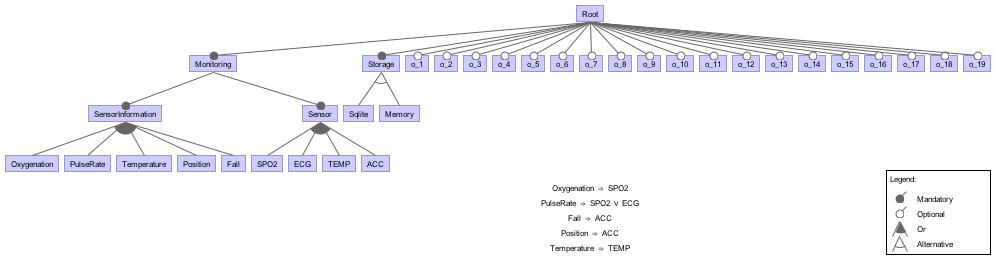 Root
Monitoring Storage o_1 o_2 o_3 o_4 o_5 o_6 o_7 o_8 o_9 o_10 o_11 o_12 o_13 o_14 o_15 o_16 o_17 o_18 o_19
SensorInformation Sensor Sqlite Memory
Oxygenation PulseRate Temperature Position Fall SPO2 ECG TEMP ACC
Oxygenation ⇒ SPO2
PulseRate ⇒ SPO2 ∨ ECG
Fall ⇒ ACC
Position ⇒ ACC
Temperature ⇒ TEMP
Legend:
Mandatory
Optional
Or
Alternative